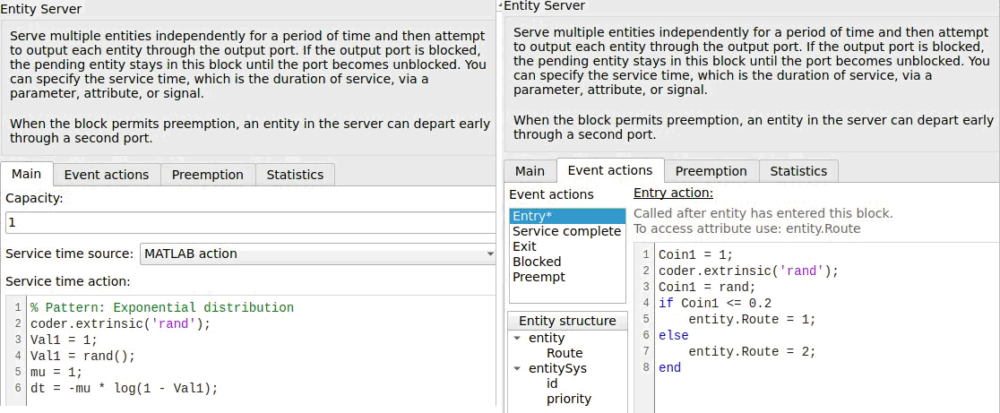 Entity Server
Serve multiple entities independently for a period of time and then attempt
to output each entity through the output port. If the output port is blocked,
the pending entity stays in this block until the port becomes unblocked. You
can specify the service time, which is the duration of service, via a
parameter, attribute, or signal.
When the block permits preemption, an entity in the server can depart early
through a second port.
Main Event actions Preemption Statistics
Capacity:
1
Service time source: MATLAB action
Service time action:
1 % Pattern: Exponential distribution
2 coder.extrinsic('rand');
3 Val1 = 1;
4 Val1 = rand();
5 mu = 1;
6 dt = -mu * log(1 - Val1);
Entity Server
Serve multiple entities independently for a period of time and then attempt
to output each entity through the output port. If the output port is blocked,
the pending entity stays in this block until the port becomes unblocked. You
can specify the service time, which is the duration of service, via a
parameter, attribute, or signal.
When the block permits preemption, an entity in the server can depart early
through a second port.
Main Event actions Preemption Statistics
Event actions
Entry*
Service complete
Exit
Blocked
Preempt
Entity structure
entity
Route
entitySys
id
priority
Entry action:
Called after entity has entered this block.
To access attribute use: entity.Route
1 Coin1 = 1;
2 coder.extrinsic('rand');
3 Coin1 = rand;
4 if Coin1 <= 0.2
5 entity.Route = 1;
6 else
7 entity.Route = 2;
8 end